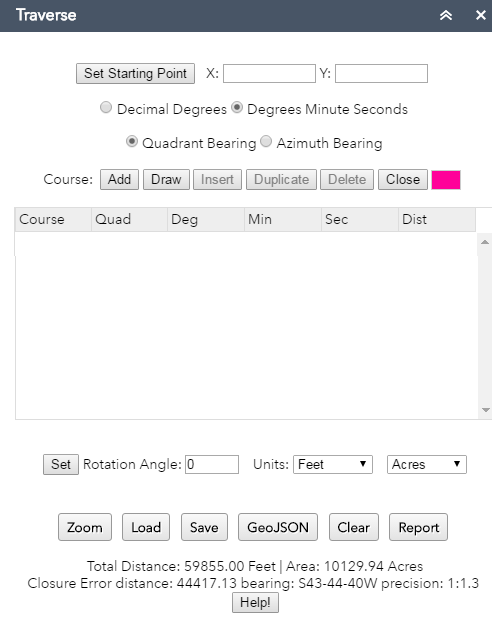 Traverse
Set Starting Point X: Y:
Decimal Degrees Degrees Minute Seconds
Quadrant Bearing Azimuth Bearing
Course: Add Draw Insert Duplicate Delete Close
Course Quad Deg Min Sec Dist
Set Rotation Angle: 0 Units: Feet Acres
Zoom Load Save GeoJSON Clear Report
Total Distance: 59855.00 Feet | Area: 10129.94 Acres
Closure Error distance: 44417.13 bearing: S43-44-40W precision: 1:1.3
Help!